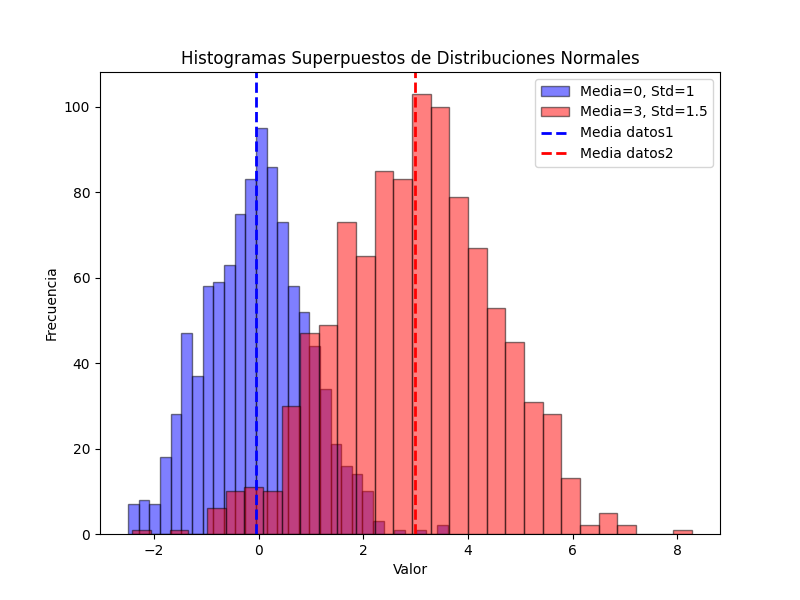 Histogramas Superpuestos de Distribuciones Normales
Media=0, Std=1
Media=3, Std=1.5
Media datos1
Media datos2
Frecuencia
100
80
60
40
20
0
−2
0
2
4
6
8
Valor